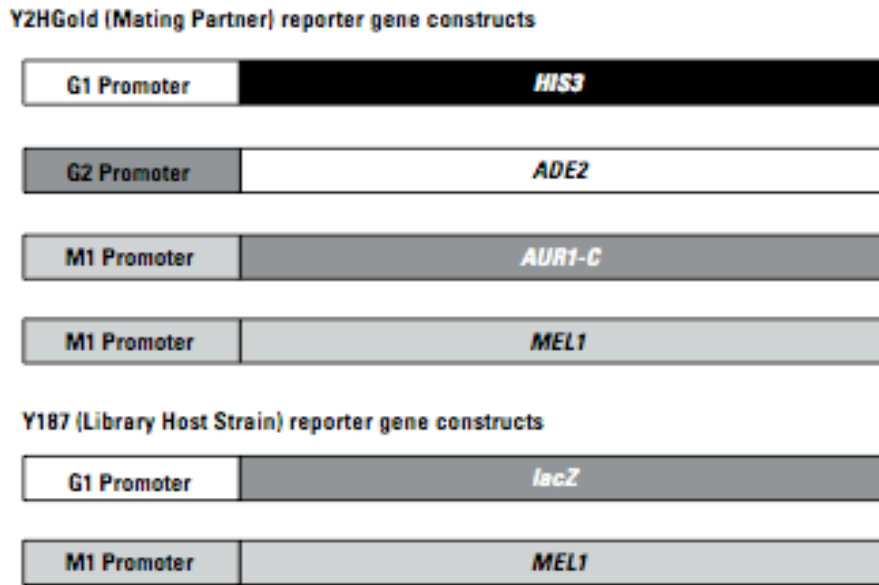 Y2HGold (Mating Partner) reporter gene constructs
G1 Promoter HIS3
G2 Promoter ADE2
M1 Promoter AUR1-C
M1 Promoter MEL1
Y187 (Library Host Strain) reporter gene constructs
G1 Promoter lacZ
M1 Promoter MEL1